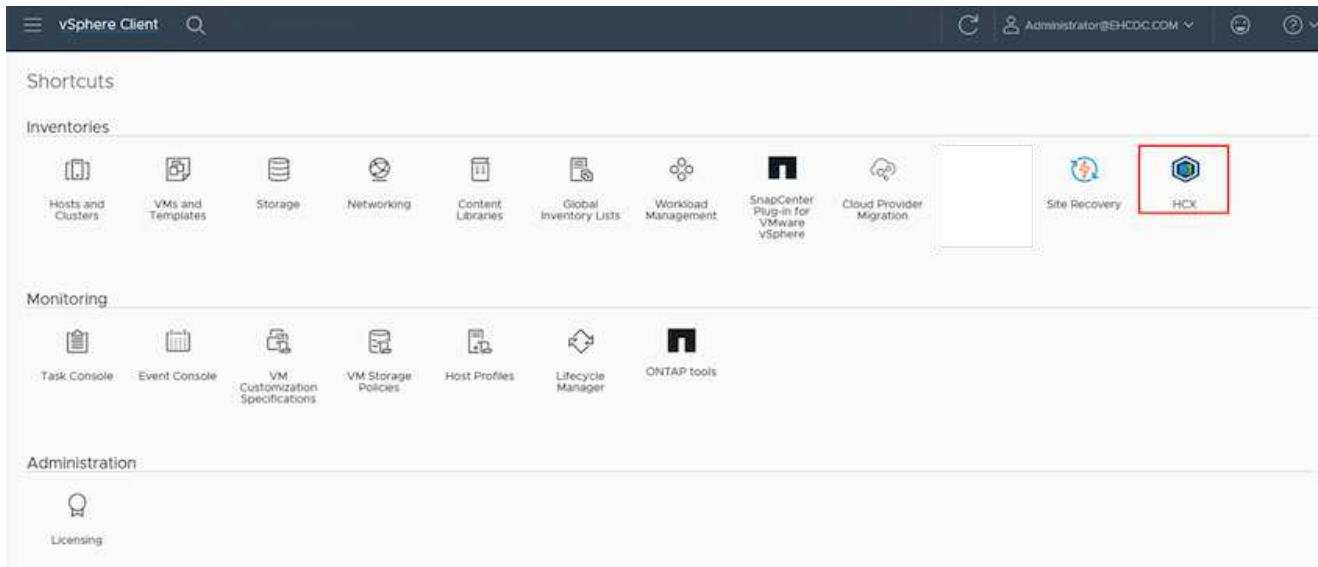 vSphere Client
Administrator@EHCDC.COM
Shortcuts
Inventories
Hosts and
Clusters
VMs and
Templates
Storage
Networking
Content
Libraries
Global
Inventory Lists
Workload
Management
SnapCenter
Plug-in for
VMware
vSphere
Cloud Provider
Migration
Site Recovery
HCX
Monitoring
Task Console
Event Console
VM
Customization
Specifications
VM Storage
Policies
Host Profiles
Lifecycle
Manager
ONTAP tools
Administration
Licensing